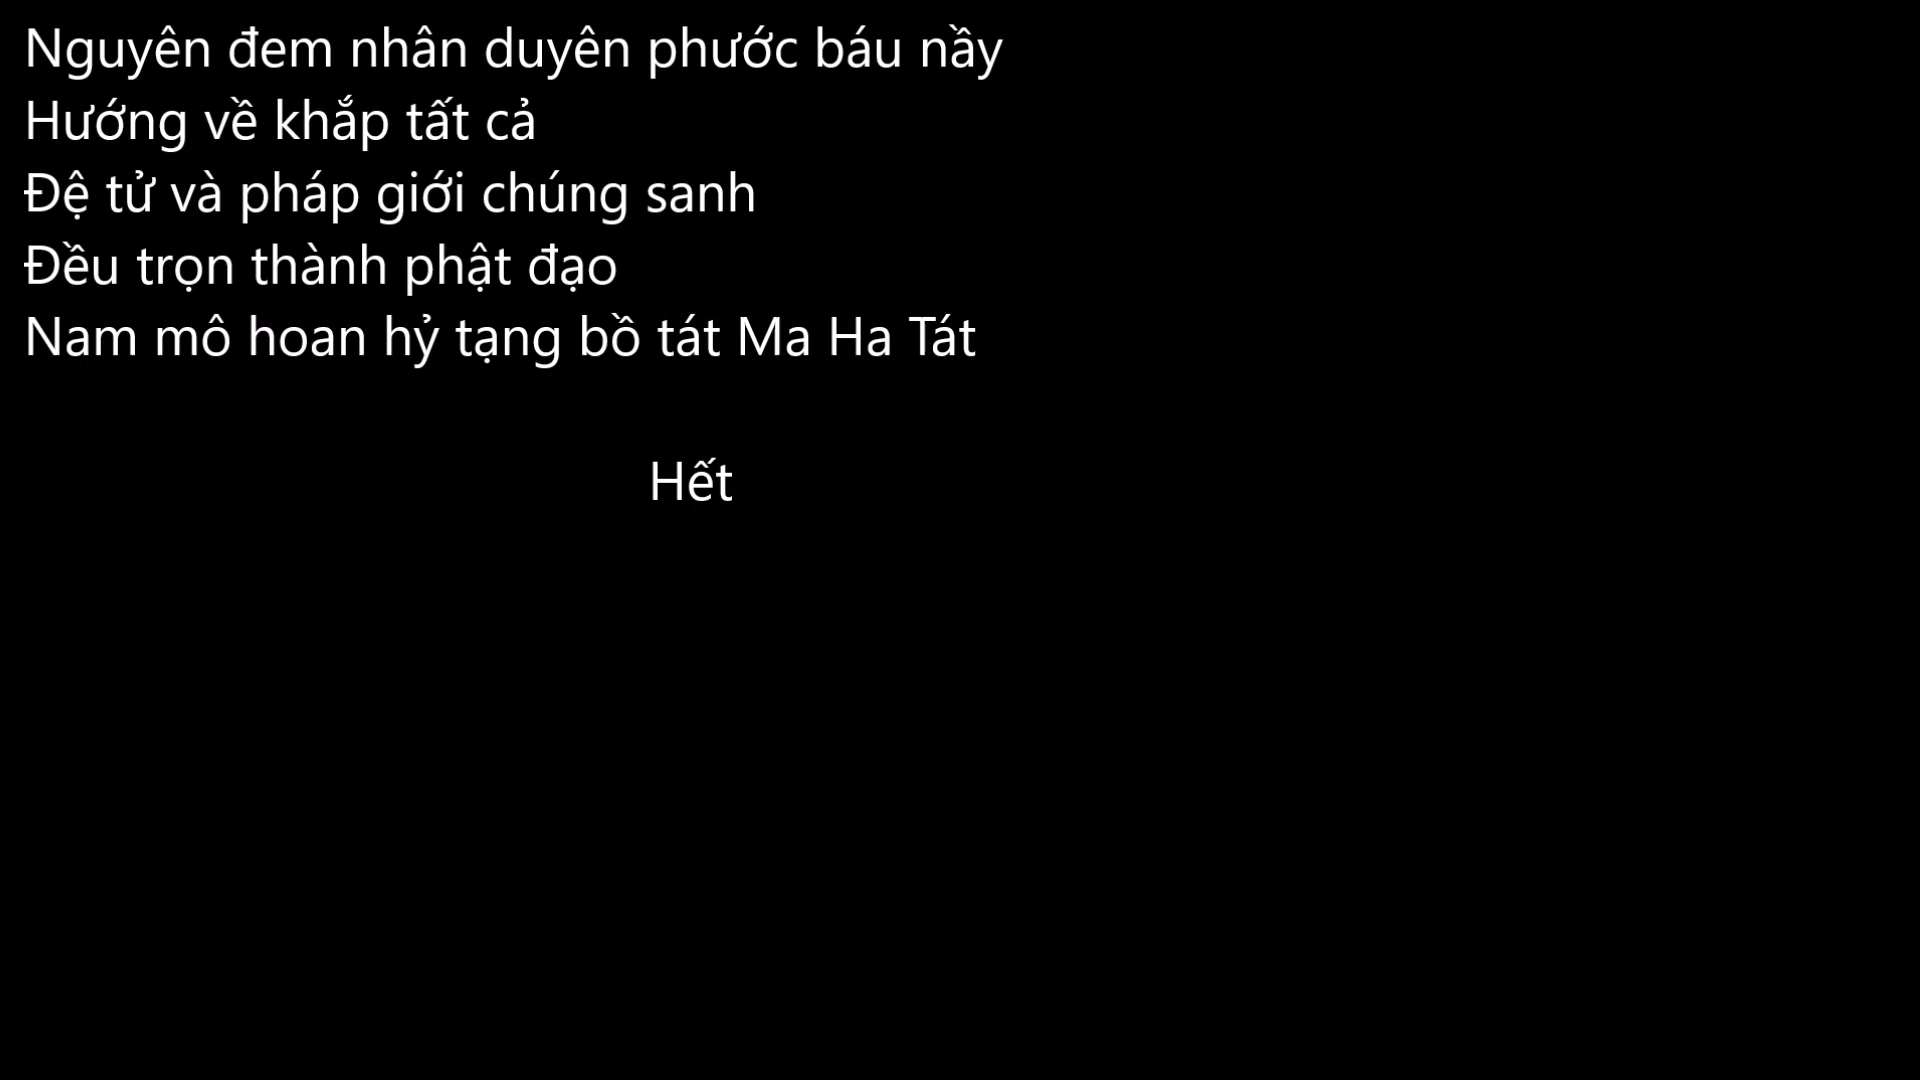 Nguyên đem nhân duyên phước báu nầy
Hướng về khắp tất cả
Đệ tử và pháp giới chúng sanh
Đều trọn thành phật đạo
Nam mô hoan hỷ tạng bồ tát Ma Ha Tát
Hết